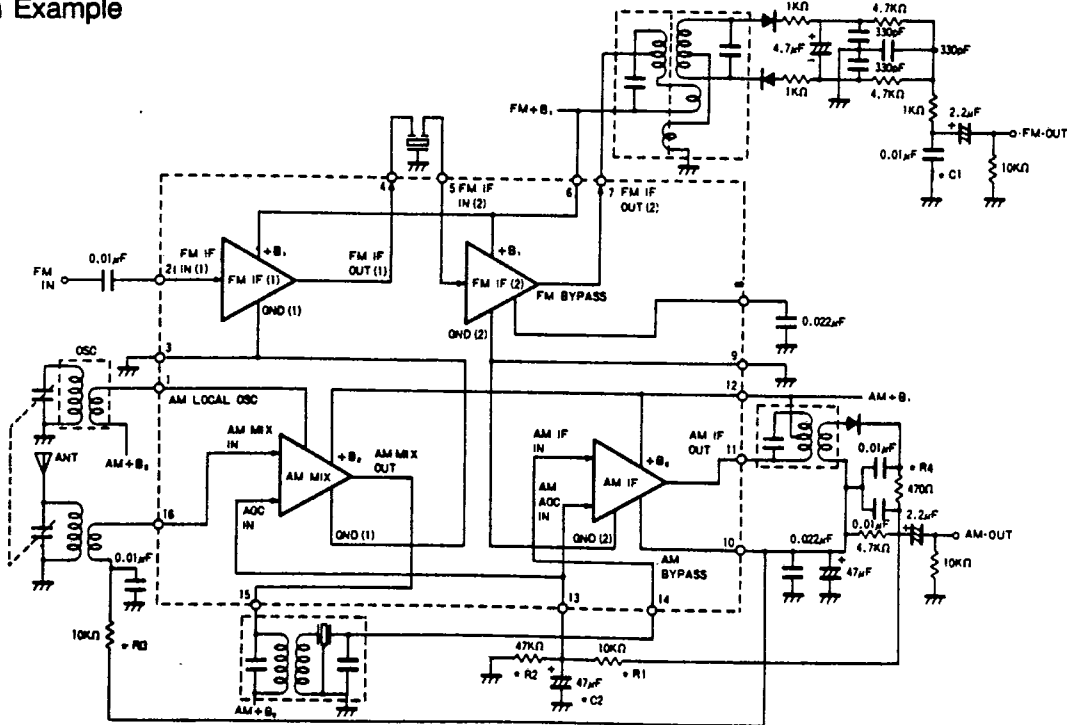 Example
1KΩ
4.7KΩ
330pF
4.7µF
330pF
330pF
1KΩ
4.7KΩ
FM+B₁
1KΩ
2.2µF
FM-OUT
0.01µF
* C1
10KΩ
4
5 FM IF
IN (2)
6
7 FM IF
OUT (2)
+B₁
+B₁
FM IF
OUT (1)
FM IF
IN (1)
FM IF (1)
FM IF (2)
0.01µF
FM
IN
2
FM BYPASS
GND (1)
GND (2)
0.022µF
3
9
OSC
1
12
AM LOCAL OSC
AM+B₁
AM MIX
IN
AM MIX
OUT
AM IF
IN
AM IF
OUT
11
0.01µF
* R4
470Ω
ANT
AM+B₂
+B₂
AM MIX
AGC
IN
AM
AGC
IN
AM IF
+B₂
2.2µF
AM-OUT
16
GND (1)
GND (2)
10
AM
BYPASS
0.022µF
0.01µF
4.7KΩ
47µF
10KΩ
0.01µF
15
13
14
10KΩ
47KΩ
* R2
10KΩ
* R1
47µF
* C2
AM+B₂